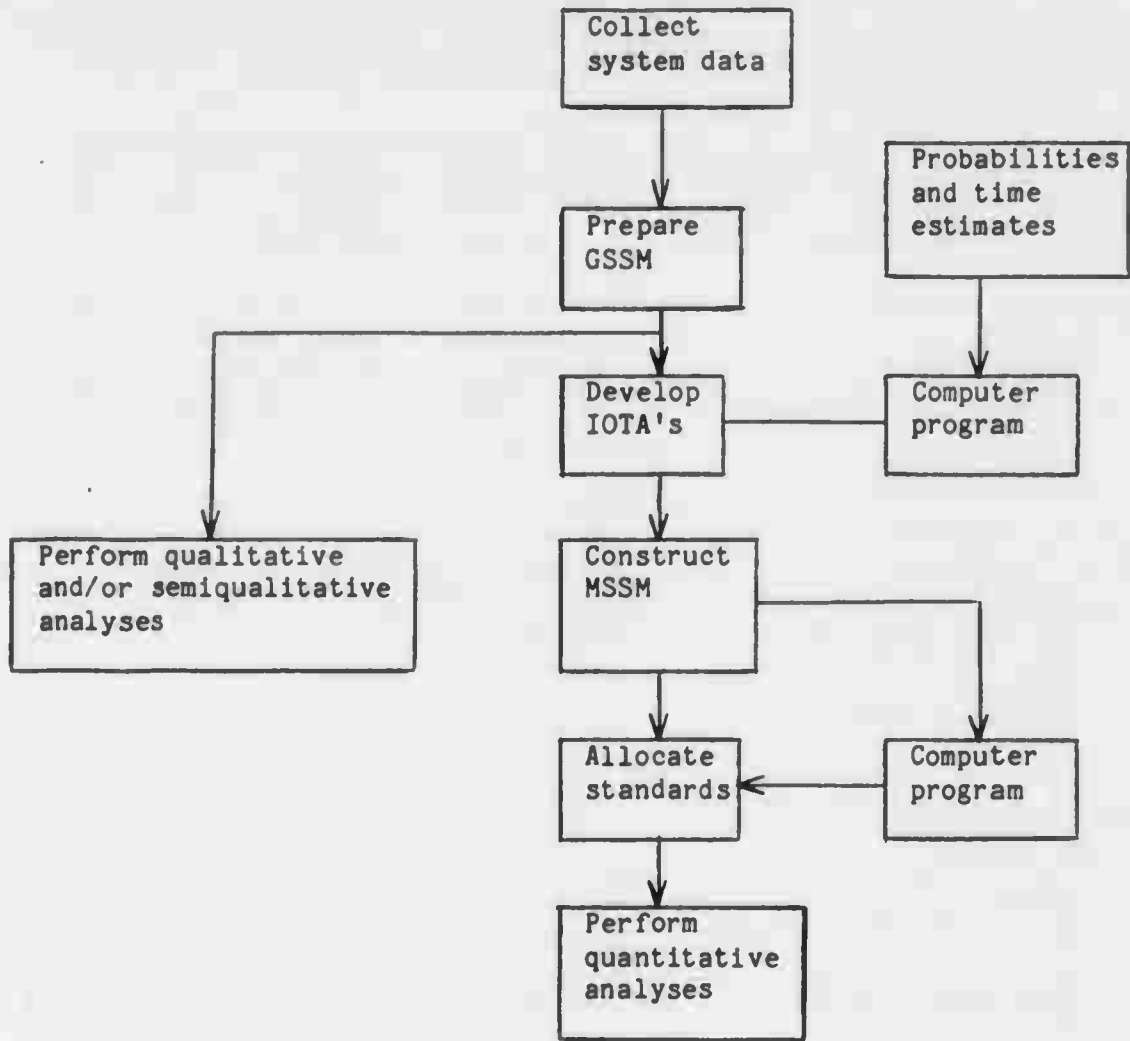 Collect
system data
Probabilities
and time
estimates
Prepare
GSSM
Develop
IOTA's
Computer
program
Perform qualitative
and/or semiqualitative
analyses
Construct
MSSM
Allocate
standards
Computer
program
Perform
quantitative
analyses